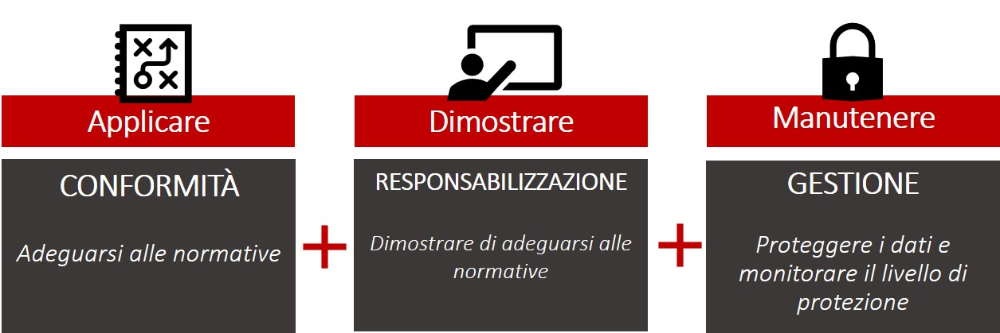 Applicare
CONFORMITÀ
Adeguarsi alle normative
Dimostrare
RESPONSABILIZZAZIONE
Dimostrare di adeguarsi alle
normative
Manutenere
GESTIONE
Proteggere i dati e
monitorare il livello di
protezione